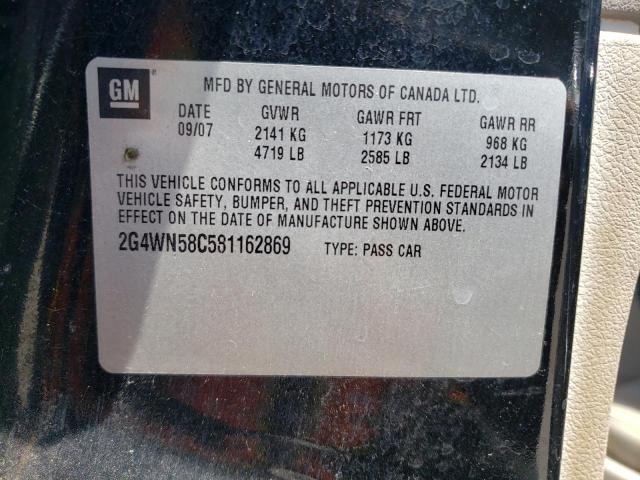 GM
MFD BY GENERAL MOTORS OF CANADA LTD.
DATE GVWR GAWR FRT GAWR RR
09/07 2141 KG 1173 KG 968 KG
4719 LB 2585 LB 2134 LB
THIS VEHICLE CONFORMS TO ALL APPLICABLE U.S. FEDERAL MOTOR
VEHICLE SAFETY, BUMPER, AND THEFT PREVENTION STANDARDS IN
EFFECT ON THE DATE OF MANUFACTURE SHOWN ABOVE.
2G4WN58C581162869 TYPE: PASS CAR